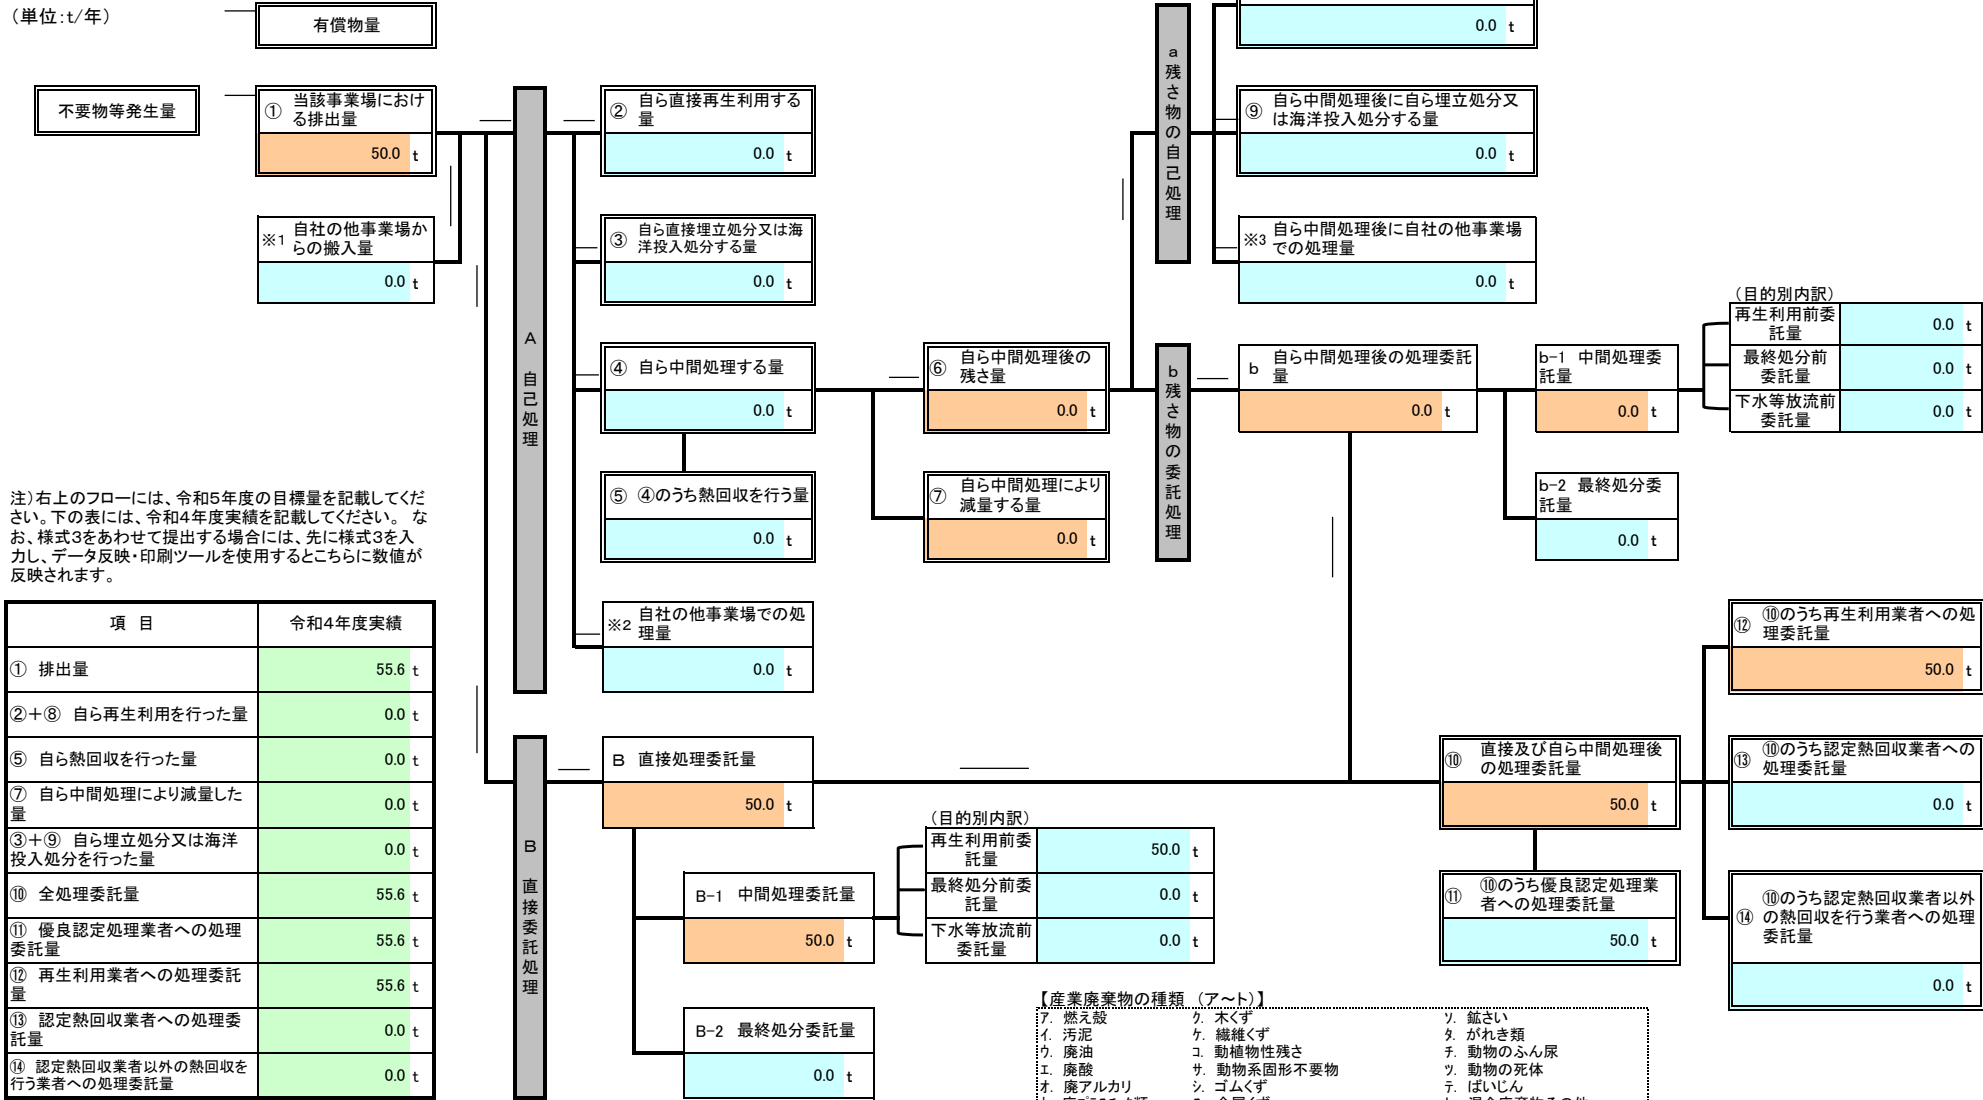 （単位：t/年）
有償物量
0.0 t
不要物等発生量
① 当該事業場におけ
る排出量
50.0 t
※1 自社の他事業場か
らの搬入量
0.0 t
A 自己処理
② 自ら直接再生利用する
量
0.0 t
③ 自ら直接埋立処分又は海
洋投入処分する量
0.0 t
④ 自ら中間処理する量
0.0 t
⑤ ④のうち熱回収を行う量
0.0 t
※2 自社の他事業場での処
理量
0.0 t
⑥ 自ら中間処理後の
残さ量
0.0 t
⑦ 自ら中間処理により
減量する量
0.0 t
a 残さ物の自己処理
⑨ 自ら中間処理後に自ら埋立処分又
は海洋投入処分する量
0.0 t
※3 自ら中間処理後に自社の他事業場
での処理量
0.0 t
b 残さ物の委託処理
b 自ら中間処理後の処理委託
量
0.0 t
b-1 中間処理委
託量
0.0 t
（目的別内訳）
再生利用前委
託量
0.0 t
最終処分前
委託量
0.0 t
下水等放流前
委託量
0.0 t
b-2 最終処分委
託量
0.0 t
注）右上のフローには、令和５年度の目標量を記載してくだ
さい。下の表には、令和４年度実績を記載してください。 な
お、様式３をあわせて提出する場合には、先に様式３を入
力し、データ反映・印刷ツールを使用するとこちらに数値が
反映されます。
項 目 令和４年度実績
① 排出量 55.6 t
②＋⑧ 自ら再生利用を行った量 0.0 t
⑤ 自ら熱回収を行った量 0.0 t
⑦ 自ら中間処理により減量した
量 0.0 t
③＋⑨ 自ら埋立処分又は海洋
投入処分を行った量 0.0 t
⑩ 全処理委託量 55.6 t
⑪ 優良認定処理業者への処理
委託量 55.6 t
⑫ 再生利用業者への処理委託
量 55.6 t
⑬ 認定熱回収業者への処理委
託量 0.0 t
⑭ 認定熱回収業者以外の熱回収を
行う業者への処理委託量 0.0 t
B 直接委託処理
B 直接処理委託量
50.0 t
B-1 中間処理委託量
50.0 t
（目的別内訳）
再生利用前委
託量
50.0 t
最終処分前委
託量
0.0 t
下水等放流前
委託量
0.0 t
B-2 最終処分委託量
0.0 t
⑩ 直接及び自ら中間処理後
の処理委託量
50.0 t
⑪ ⑩のうち優良認定処理業
者への処理委託量
50.0 t
⑫ ⑩のうち再生利用業者への処
理委託量
50.0 t
⑬ ⑩のうち認定熱回収業者への
処理委託量
0.0 t
⑭ ⑩のうち認定熱回収業者以外
の熱回収を行う業者への処理
委託量
0.0 t
【産業廃棄物の種類 （ア～ト）】
ア. 燃え殻 ク. 木くず ソ. 鉱さい
イ. 汚泥 ケ. 繊維くず タ. がれき類
ウ. 廃油 コ. 動植物性残さ チ. 動物のふん尿
エ. 廃酸 サ. 動物系固形不要物 ツ. 動物の死体
オ. 廃アルカリ シ. ゴムくず テ. ばいじん